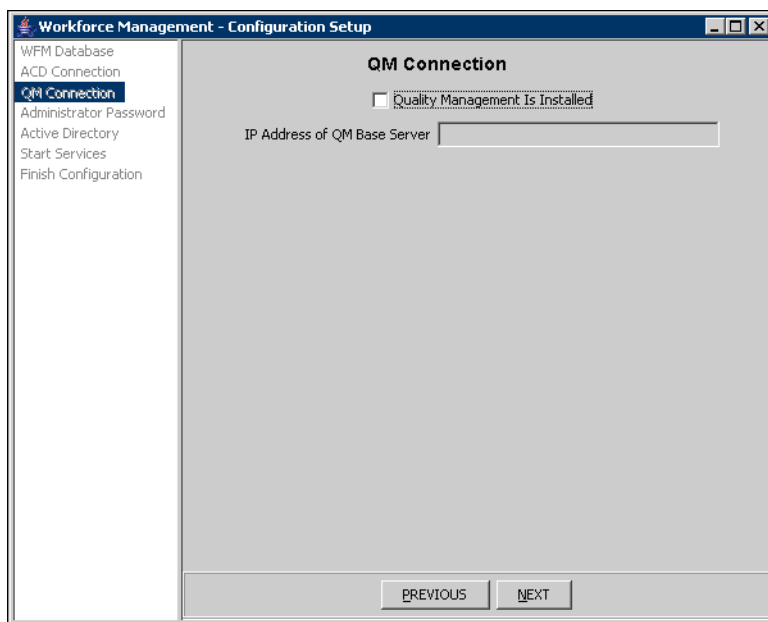 Workforce Management - Configuration Setup
WFM Database
ACD Connection
QM Connection
Administrator Password
Active Directory
Start Services
Finish Configuration
QM Connection
Quality Management Is Installed
IP Address of QM Base Server
PREVIOUS
NEXT